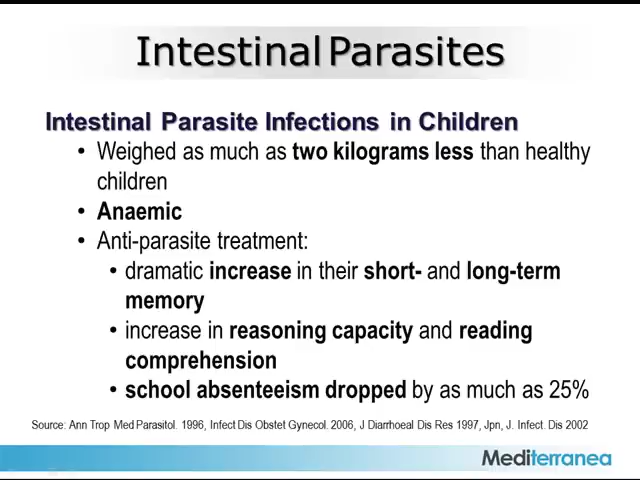 Intestinal Parasites
Intestinal Parasite Infections in Children
• Weighed as much as two kilograms less than healthy
children
• Anaemic
• Anti-parasite treatment:
• dramatic increase in their short- and long-term
memory
• increase in reasoning capacity and reading
comprehension
• school absenteeism dropped by as much as 25%
Source: Ann Trop Med Parasitol. 1996, Infect Dis Obstet Gynecol. 2006, J Diarrhoeal Dis Res 1997, Jpn, J. Infect. Dis 2002
Mediterranea